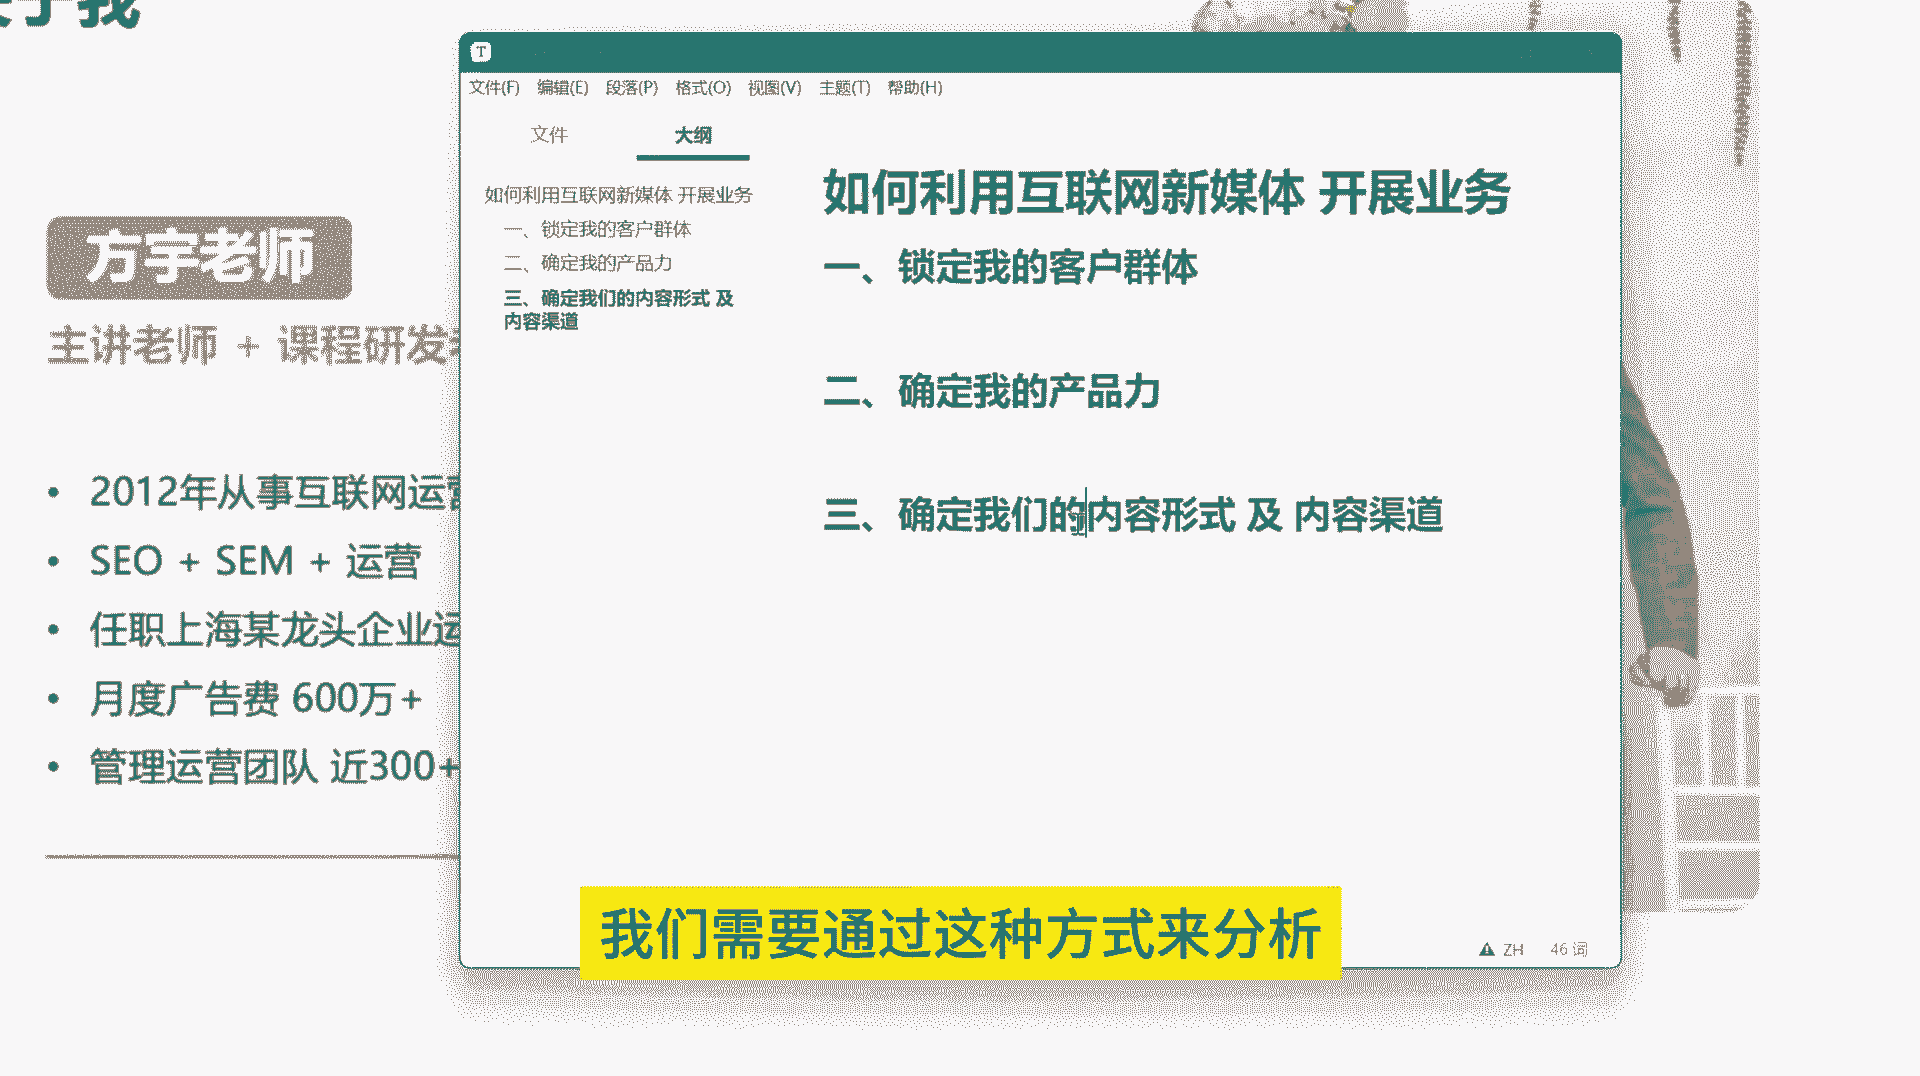 方宇老师
主讲老师 + 课程研发
2012年从事互联网运营
SEO + SEM + 运营
任职上海某龙头企业运
月度广告费 600万+
管理运营团队 近300+
T
文件(F) 编辑(E) 段落(P) 格式(O) 视图(V) 主题(T) 帮助(H)
文件 大纲
如何利用互联网新媒体 开展业务
一、锁定我的客户群体
二、确定我的产品力
三、确定我们的内容形式 及
内容渠道
如何利用互联网新媒体 开展业务
一、锁定我的客户群体
二、确定我的产品力
三、确定我们的内容形式 及 内容渠道
ZH 46 词
我们需要通过这种方式来分析